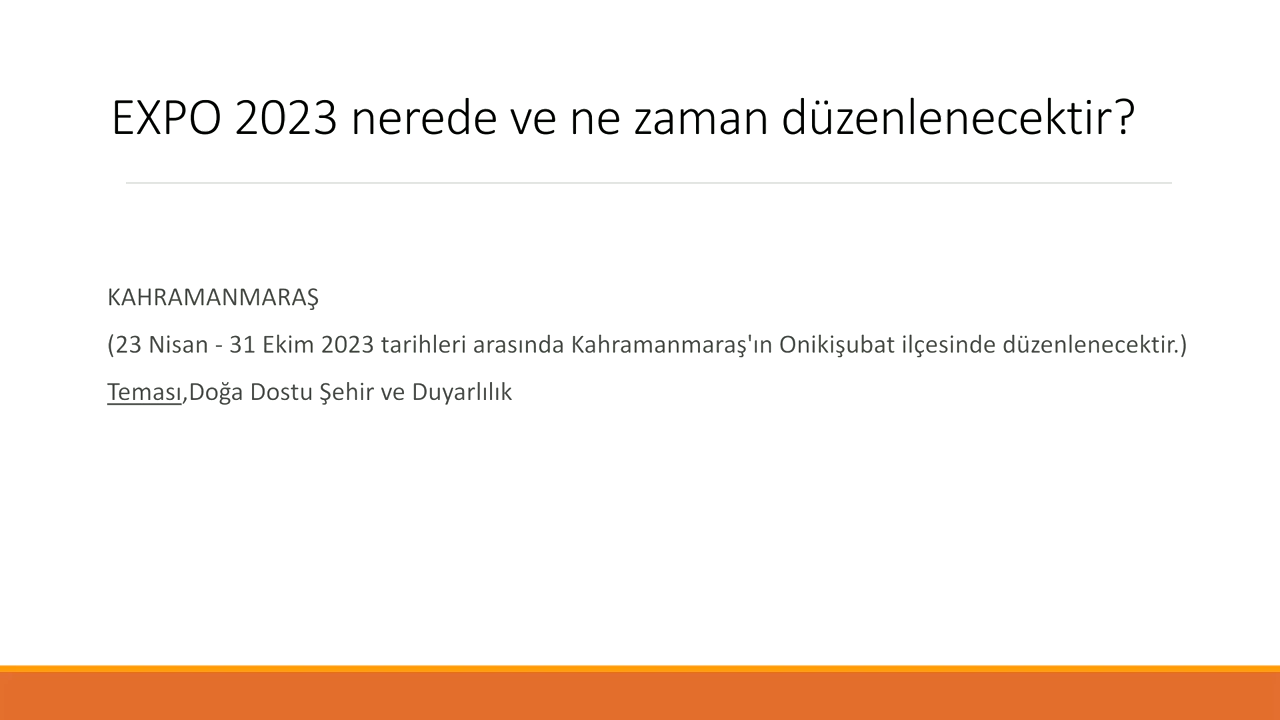 EXPO 2023 nerede ve ne zaman düzenlenecektir?
KAHRAMANMARAŞ
(23 Nisan - 31 Ekim 2023 tarihleri arasında Kahramanmaraş'ın Onikişubat ilçesinde düzenlenecektir.)
Teması,Doğa Dostu Şehir ve Duyarlılık